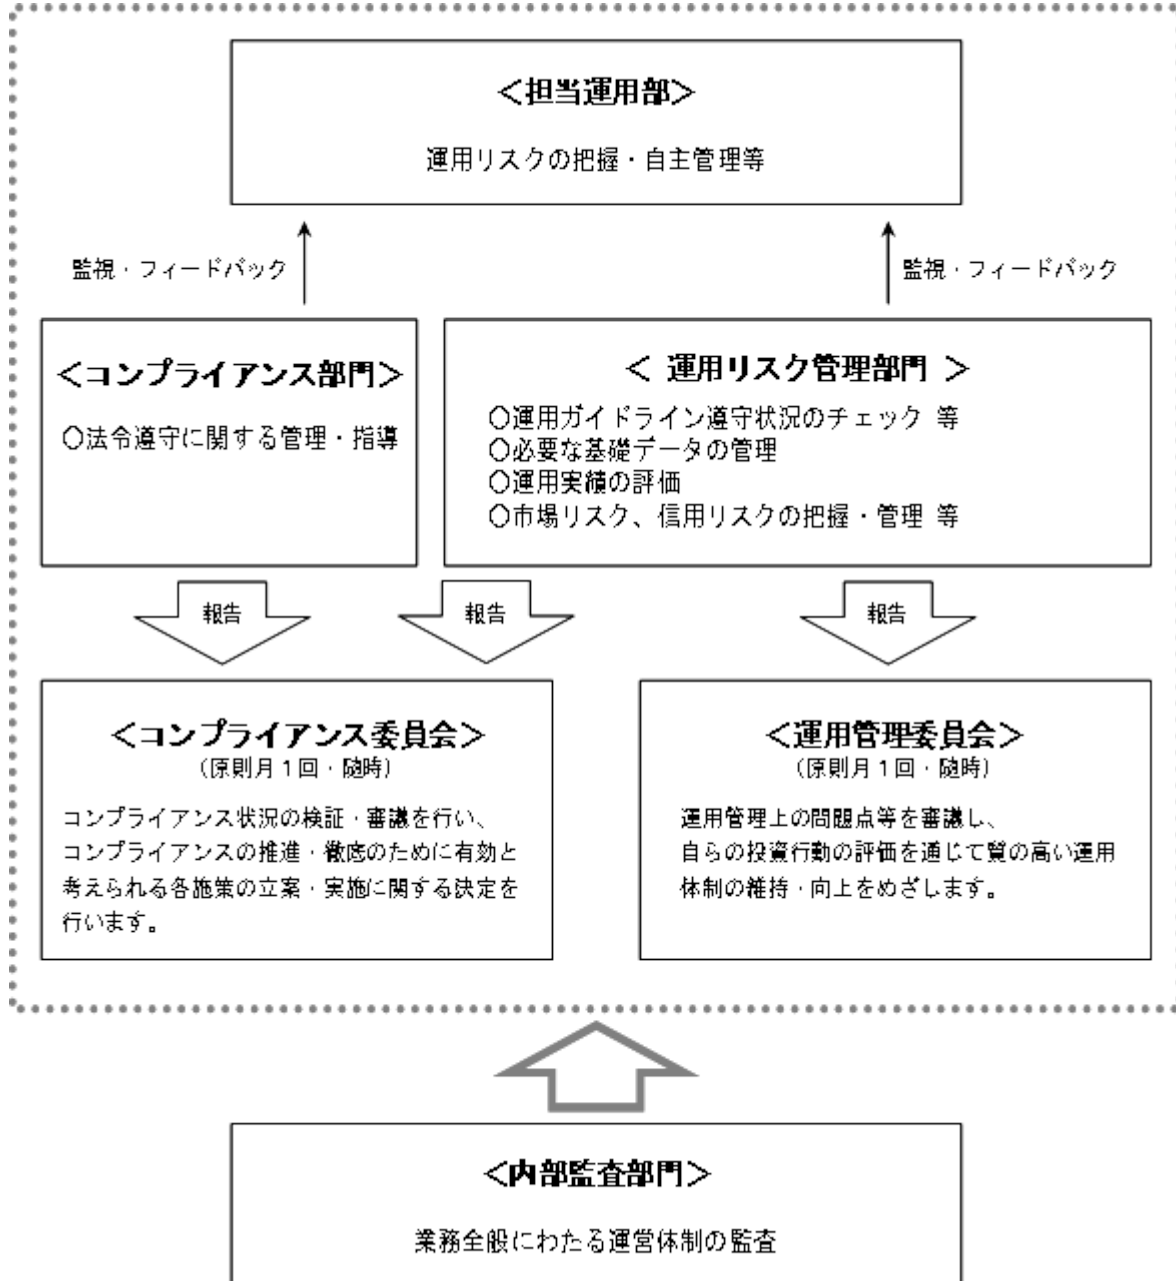 ＜担当運用部＞
運用リスクの把握・自主管理等
監視・フィードバック
監視・フィードバック
＜コンプライアンス部門＞
○法令遵守に関する管理・指導
＜ 運用リスク管理部門 ＞
○運用ガイドライン遵守状況のチェック 等
○必要な基礎データの管理
○運用実績の評価
○市場リスク、信用リスクの把握・管理 等
報告
報告
報告
＜コンプライアンス委員会＞
（原則月１回・随時）
コンプライアンス状況の検証・審議を行い、
コンプライアンスの推進・徹底のために有効と
考えられる各施策の立案・実施に関する決定を
行います。
＜運用管理委員会＞
（原則月１回・随時）
運用管理上の問題点等を審議し、
自らの投資行動の評価を通じて質の高い運用
体制の維持・向上をめざします。
＜内部監査部門＞
業務全般にわたる運営体制の監査